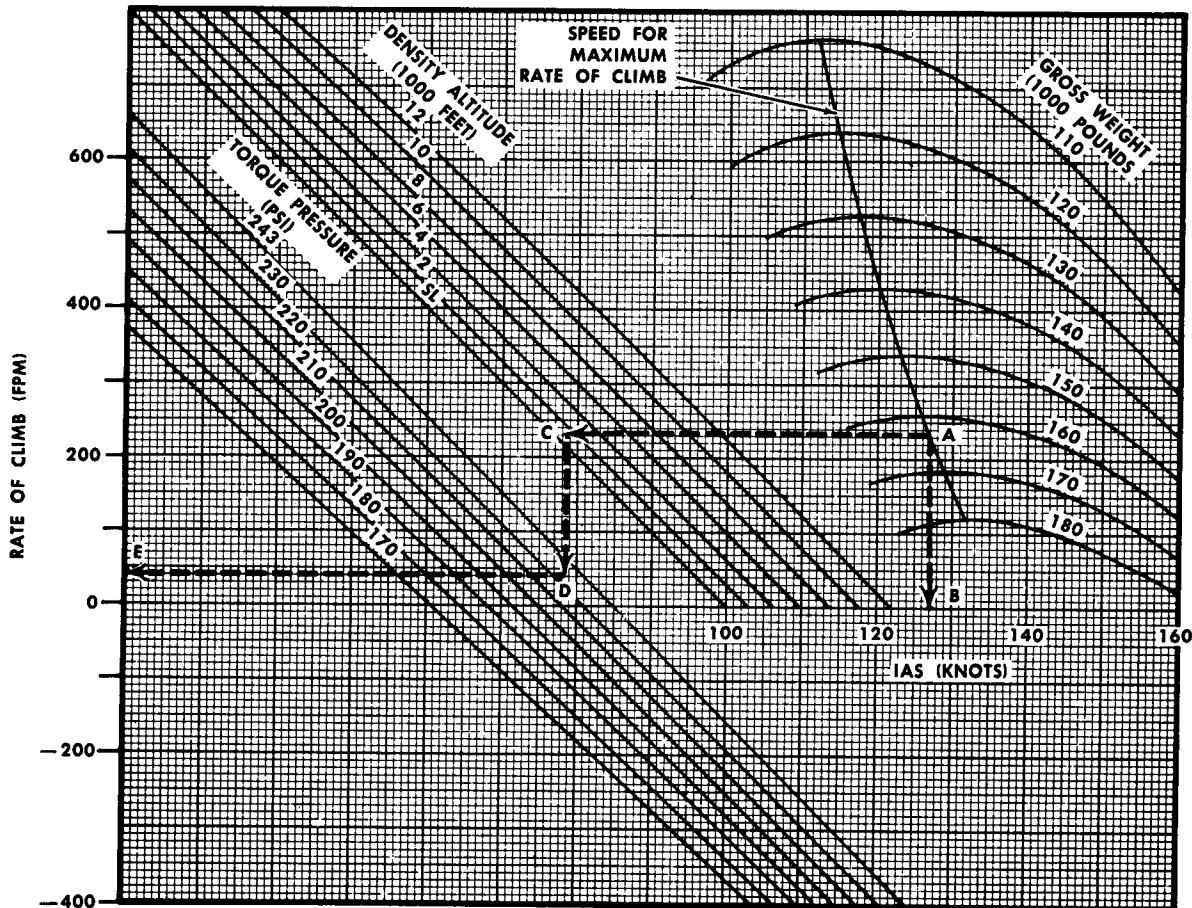 DENSITY ALTITUDE
(1000 FEET)
12
10
8
6
4
2
SL
TORQUE PRESSURE
(PSI)
243
230
220
210
200
190
180
170
SPEED FOR
MAXIMUM
RATE OF CLIMB
GROSS WEIGHT
(1000 POUNDS
110
120
130
140
150
160
170
180
RATE OF CLIMB (FPM)
600
400
200
0
−200
−400
A
B
C
D
E
100
120
140
160
IAS (KNOTS)